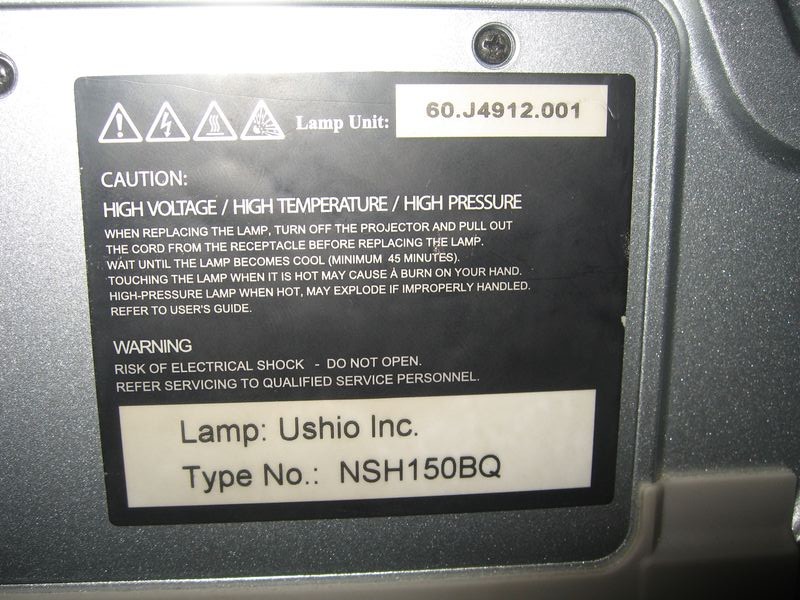 Lamp Unit: 60.J4912.001
CAUTION:
HIGH VOLTAGE / HIGH TEMPERATURE / HIGH PRESSURE
WHEN REPLACING THE LAMP, TURN OFF THE PROJECTOR AND PULL OUT
THE CORD FROM THE RECEPTACLE BEFORE REPLACING THE LAMP.
WAIT UNTIL THE LAMP BECOMES COOL (MINIMUM 45 MINUTES).
TOUCHING THE LAMP WHEN IT IS HOT MAY CAUSE À BURN ON YOUR HAND.
HIGH-PRESSURE LAMP WHEN HOT, MAY EXPLODE IF IMPROPERLY HANDLED.
REFER TO USER'S GUIDE.
WARNING
RISK OF ELECTRICAL SHOCK - DO NOT OPEN.
REFER SERVICING TO QUALIFIED SERVICE PERSONNEL.
Lamp: Ushio Inc.
Type No.: NSH150BQ